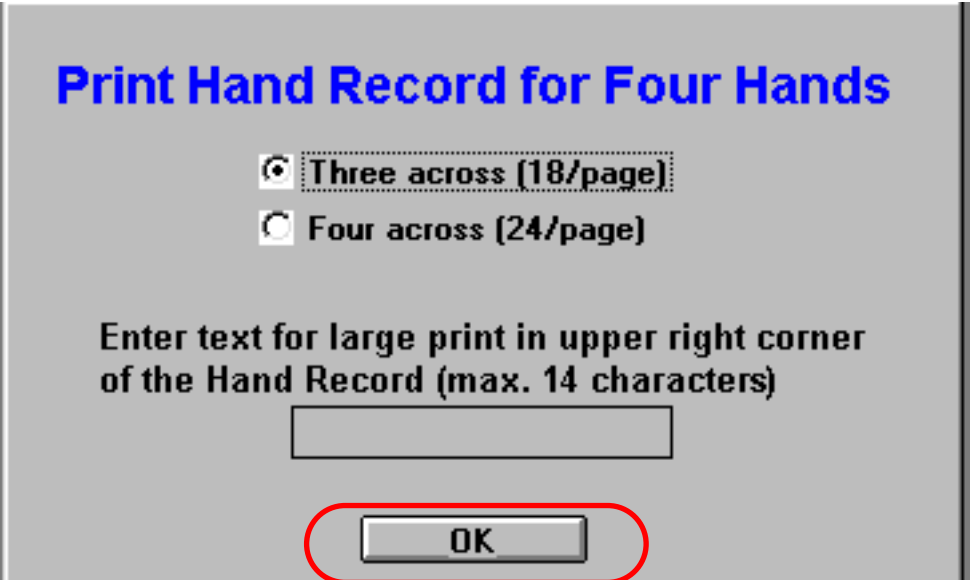 Print Hand Record for Four Hands
Three across (18/page)
Four across (24/page)
Enter text for large print in upper right corner
of the Hand Record (max. 14 characters)
OK